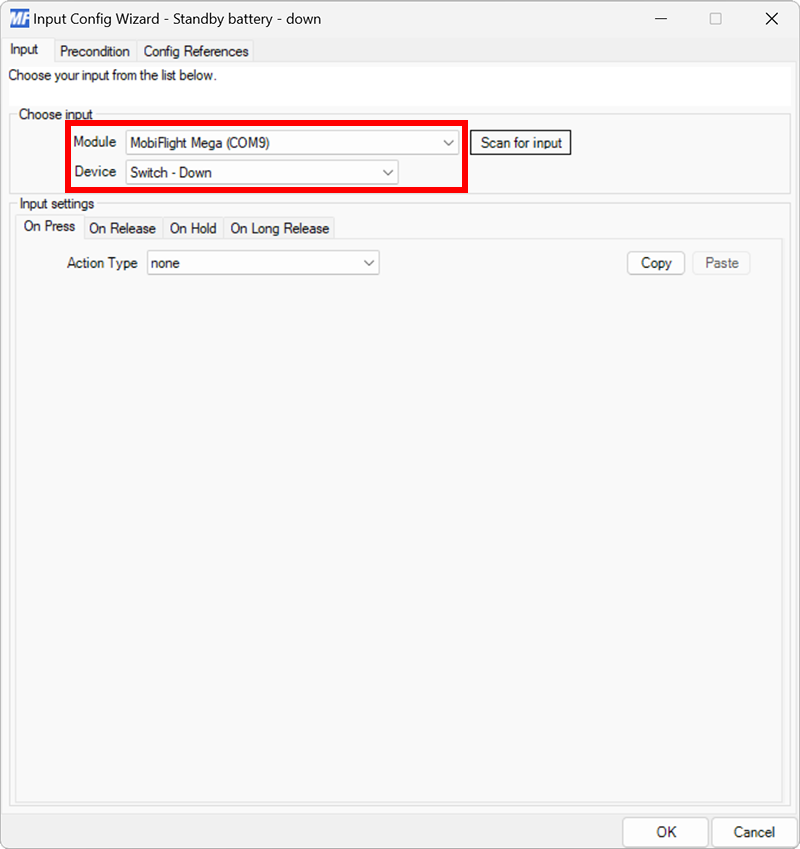 MF Input Config Wizard - Standby battery - down
Input Precondition Config References
Choose your input from the list below.
Choose input
Module MobiFlight Mega (COM9) Scan for input
Device Switch - Down
Input settings
On Press On Release On Hold On Long Release
Action Type none Copy Paste
OK Cancel